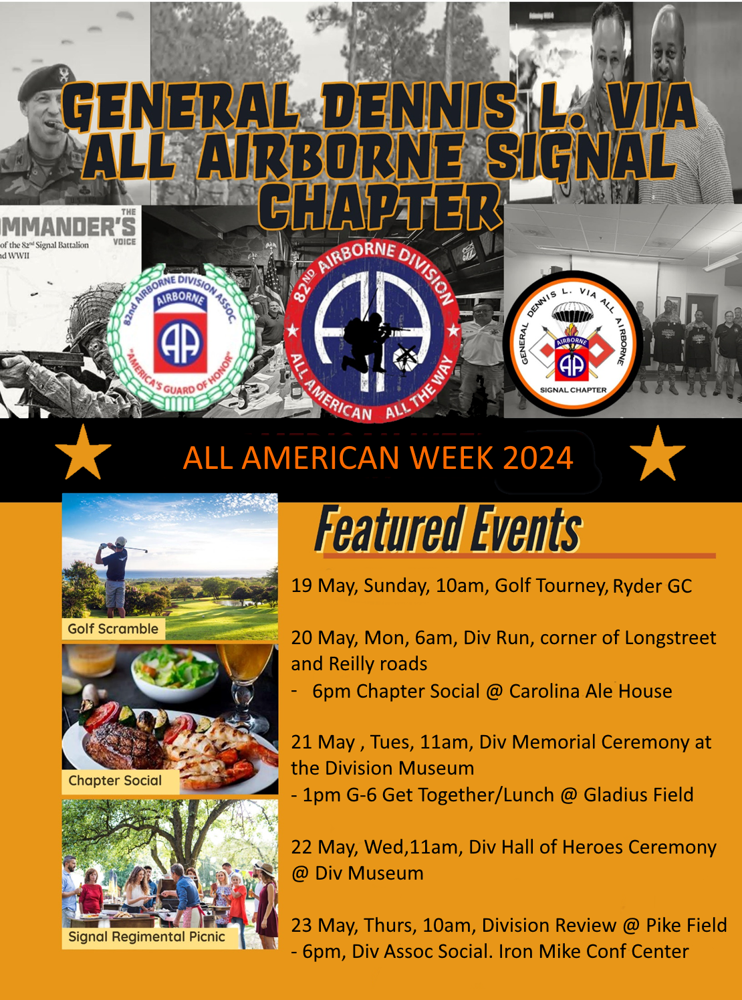 GENERAL DENNIS L. VIA
ALL AIRBORNE SIGNAL
CHAPTER
THE
OMMANDER'S
VOICE
of the 82nd Signal Battalion
nd WWII
82nd AIRBORNE DIVISION ASSOC.
AIRBORNE
AA
"AMERICA'S GUARD OF HONOR"
82ND AIRBORNE DIVISION
AA
ALL AMERICAN ALL THE WAY
GENERAL DENNIS L. VIA ALL AIRBORNE
AIRBORNE
AA
SIGNAL CHAPTER
ALL AMERICAN WEEK 2024
Featured Events
Golf Scramble
Chapter Social
Signal Regimental Picnic
19 May, Sunday, 10am, Golf Tourney, Ryder GC
20 May, Mon, 6am, Div Run, corner of Longstreet
and Reilly roads
- 6pm Chapter Social @ Carolina Ale House
21 May , Tues, 11am, Div Memorial Ceremony at
the Division Museum
- 1pm G-6 Get Together/Lunch @ Gladius Field
22 May, Wed,11am, Div Hall of Heroes Ceremony
@ Div Museum
23 May, Thurs, 10am, Division Review @ Pike Field
- 6pm, Div Assoc Social. Iron Mike Conf Center